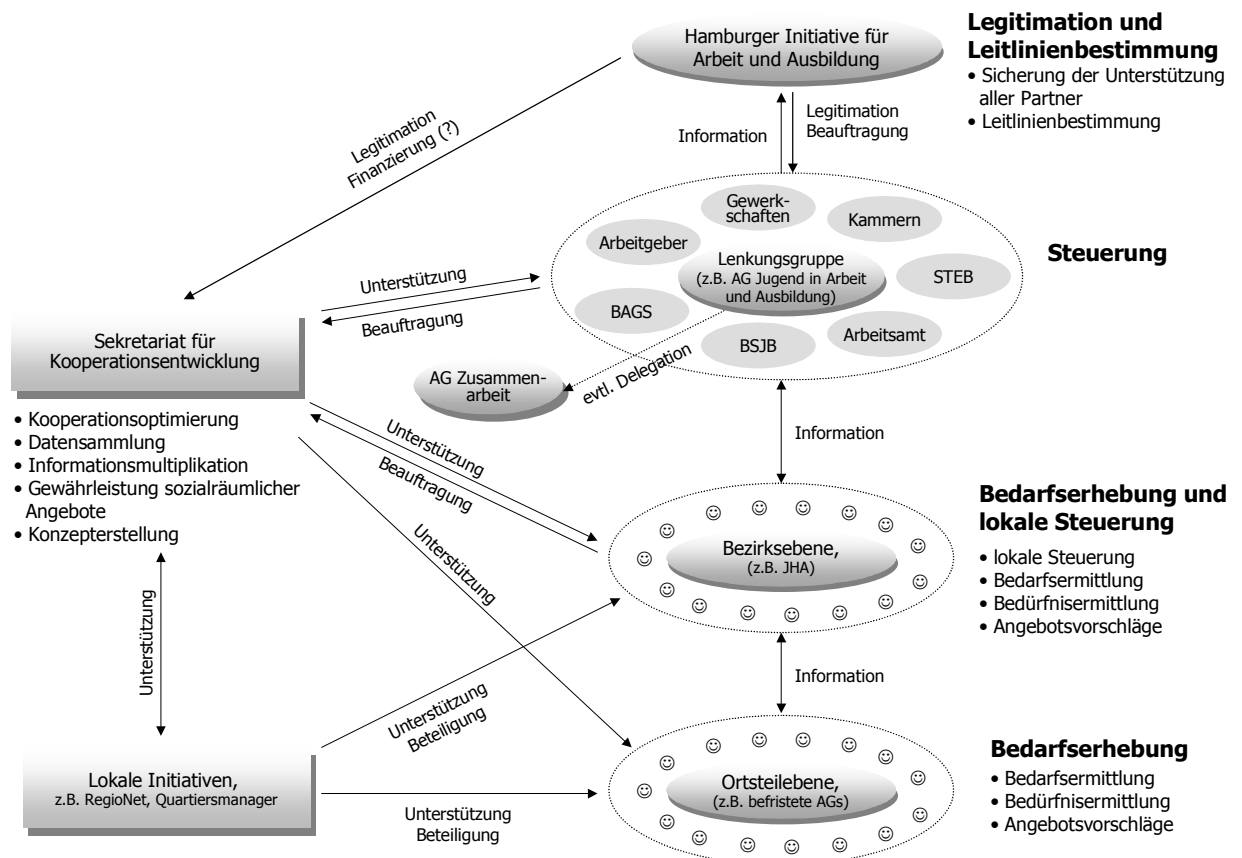 Hamburger Initiative für
Arbeit und Ausbildung
Legitimation und
Leitlinienbestimmung
• Sicherung der Unterstützung
aller Partner
• Leitlinienbestimmung
Legitimation
Finanzierung (?)
Information
Legitimation
Beauftragung
Gewerk-
schaften
Kammern
Arbeitgeber
Lenkungsgruppe
(z.B. AG Jugend in Arbeit
und Ausbildung)
STEB
BAGS
BSJB
Arbeitsamt
Steuerung
Unterstützung
Beauftragung
Sekretariat für
Kooperationsentwicklung
AG Zusammen-
arbeit
evtl. Delegation
• Kooperationsoptimierung
• Datensammlung
• Informationsmultiplikation
• Gewährleistung sozialräumlicher
Angebote
• Konzepterstellung
Unterstützung
Beauftragung
Information
Unterstützung
Bezirksebene,
(z.B. JHA)
Bedarfserhebung und
lokale Steuerung
• lokale Steuerung
• Bedarfsermittlung
• Bedürfnisermittlung
• Angebotsvorschläge
Unterstützung
Information
Unterstützung
Beteiligung
Lokale Initiativen,
z.B. RegioNet, Quartiersmanager
Unterstützung
Beteiligung
Ortsteilebene,
(z.B. befristete AGs)
Bedarfserhebung
• Bedarfsermittlung
• Bedürfnisermittlung
• Angebotsvorschläge